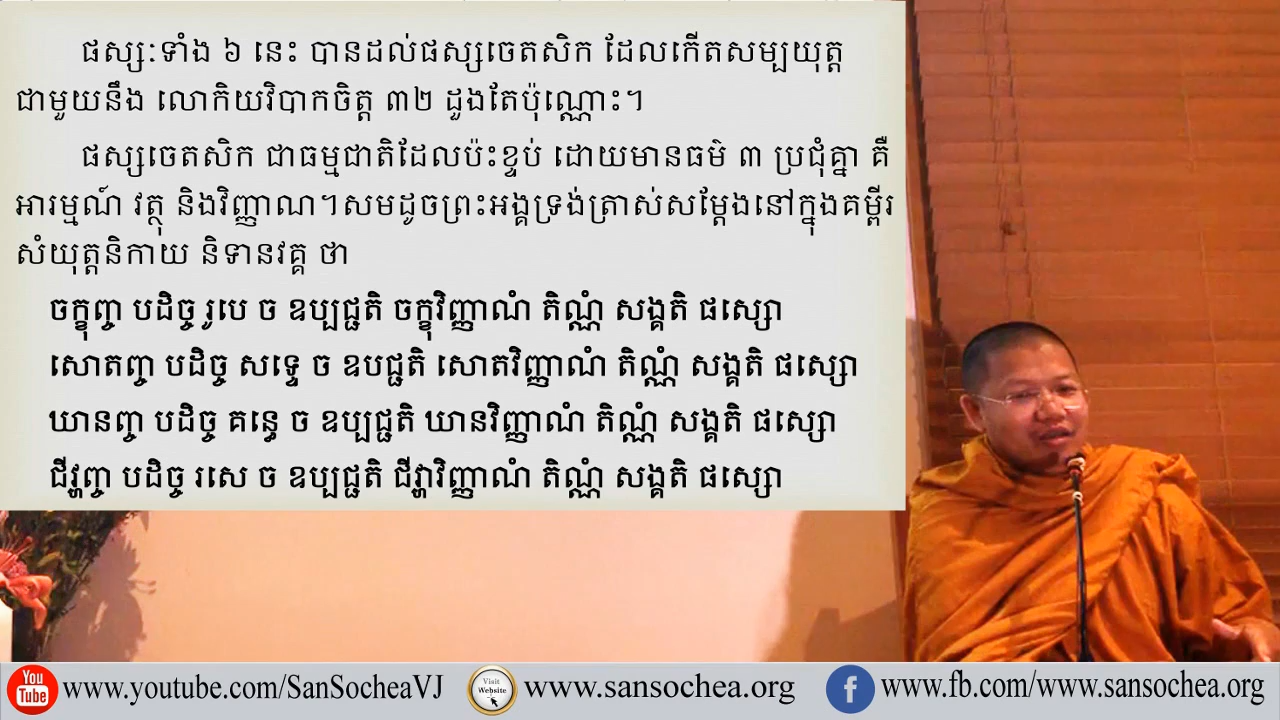 ផស្សៈទាំង ៦ នេះ បានដល់ផស្សចេតសិក ដែលកើតសម្បយុត្ត
ជាមួយនឹង លោកិយវិបាកចិត្ត ៣២ ដួងតែប៉ុណ្ណោះ។
ផស្សចេតសិក ជាធម្មជាតិដែលប៉ះខ្ទប់ ដោយមានធម៌ ៣ ប្រជុំគ្នា គឺ
អារម្មណ៍ វត្ថុ និងវិញ្ញាណ។សមដូចព្រះអង្គទ្រង់ត្រាស់សម្តែងនៅក្នុងគម្ពីរ
សំយុត្តនិកាយ និទានវគ្គ ថា
ចក្ខុញ្ច បដិច្ច រូបេ ច ឧប្បជ្ជតិ ចក្ខុវិញ្ញាណំ តិណ្ណំ សង្គតិ ផស្សោ
សោតញ្ច បដិច្ច សទ្ទេ ច ឧបជ្ជតិ សោតវិញ្ញាណំ តិណ្ណំ សង្គតិ ផស្សោ
ឃានញ្ច បដិច្ច គន្ធេ ច ឧប្បជ្ជតិ ឃានវិញ្ញាណំ តិណ្ណំ សង្គតិ ផស្សោ
ជីវ្ហញ្ច បដិច្ច រសេ ច ឧប្បជ្ជតិ ជីវ្ហាវិញ្ញាណំ តិណ្ណំ សង្គតិ ផស្សោ
You Tube www.youtube.com/SanSocheaVJ Visit Website www.sansochea.org f www.fb.com/www.sansochea.org